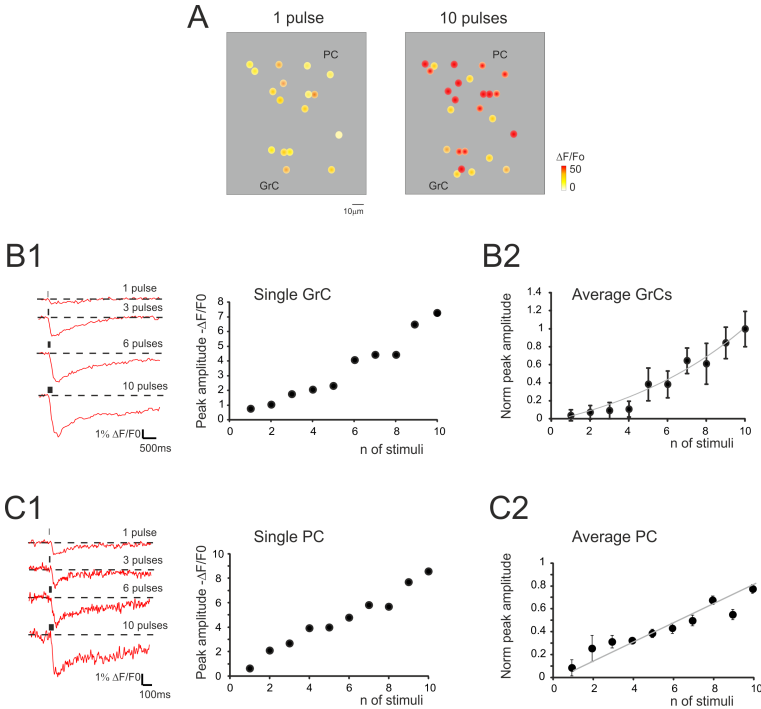 A
1 pulse
10 pulses
PC
PC
GrC
GrC
10µm
ΔF/Fo
50
0
B1
1 pulse
3 pulses
6 pulses
10 pulses
1% ΔF/F0
500ms
Single GrC
Peak amplitude -ΔF/F0
8
7
6
5
4
3
2
1
0
0 2 4 6 8 10
n of stimuli
B2
Average GrCs
Norm peak amplitude
1.4
1.2
1
0.8
0.6
0.4
0.2
0
0 2 4 6 8 10
n of stimuli
C1
1 pulse
3 pulses
6 pulses
10 pulses
1% ΔF/F0
100ms
Single PC
Peak amplitude -ΔF/F0
10
8
6
4
2
0
0 2 4 6 8 10
n of stimuli
C2
Average PC
Norm peak amplitude
1
0.8
0.6
0.4
0.2
0
0 2 4 6 8 10
n of stimuli